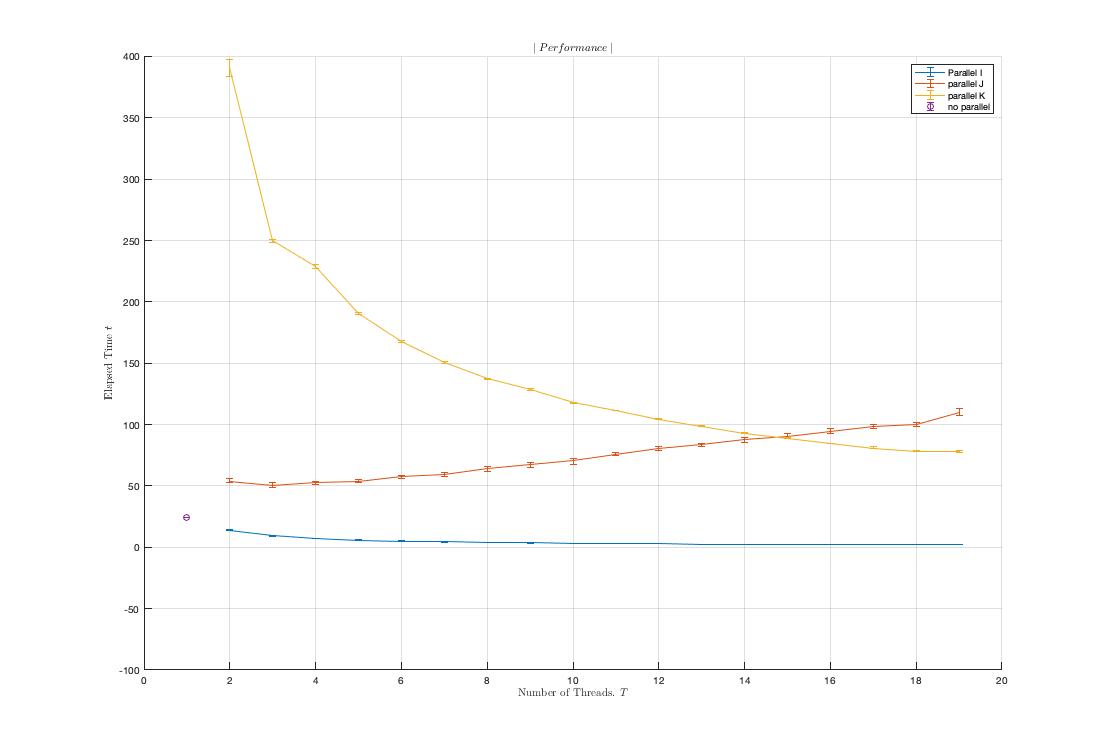 | Performance |
400
350
300
250
200
150
100
50
0
-50
-100
Elapsed Time t
0 2 4 6 8 10 12 14 16 18 20
Number of Threads. T
Parallel I
parallel J
parallel K
no parallel